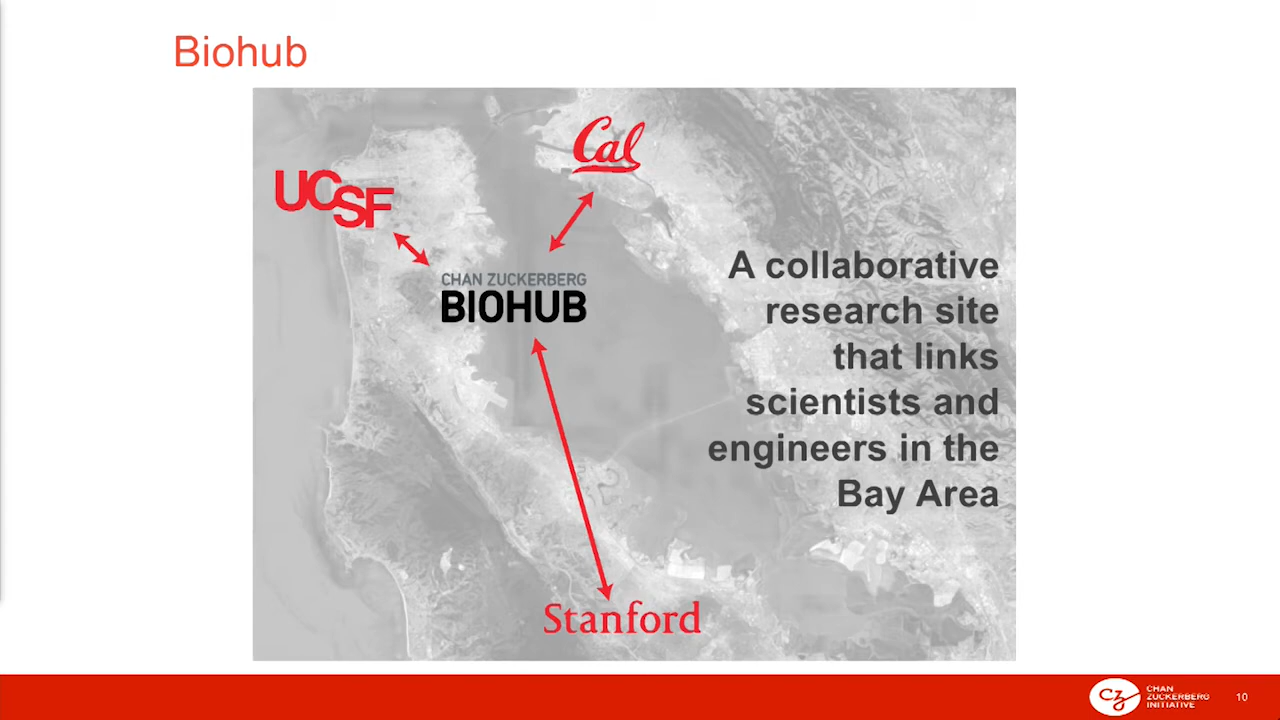 Biohub
Cal
UCSF
CHAN ZUCKERBERG
BIOHUB
A collaborative
research site
that links
scientists and
engineers in the
Bay Area
Stanford
CZ
CHAN
ZUCKERBERG
INITIATIVE
10